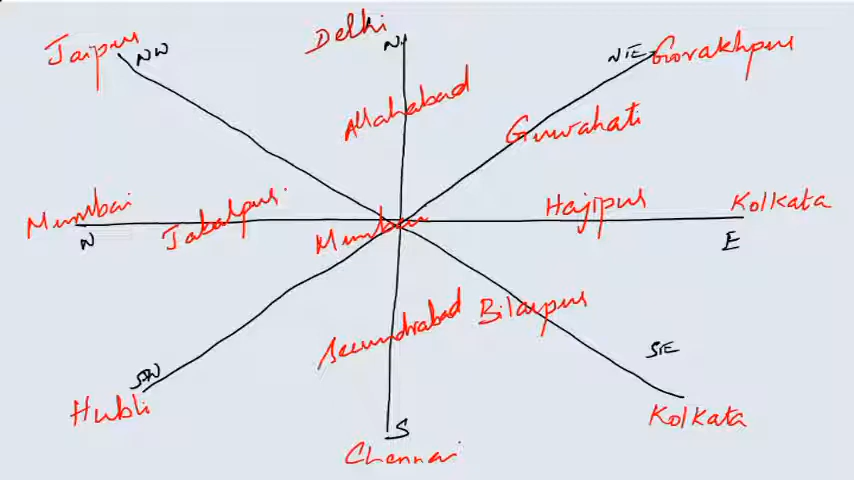 Delhi
Jaipur
NW
N
NE
Gorakhpur
Allahabad
Guwahati
Mumbai
Jabalpur
Hajipur
Kolkata
N
Mumbai
E
Secundrabad
Bilaspur
SW
SE
Hubli
Kolkata
S
Chennai